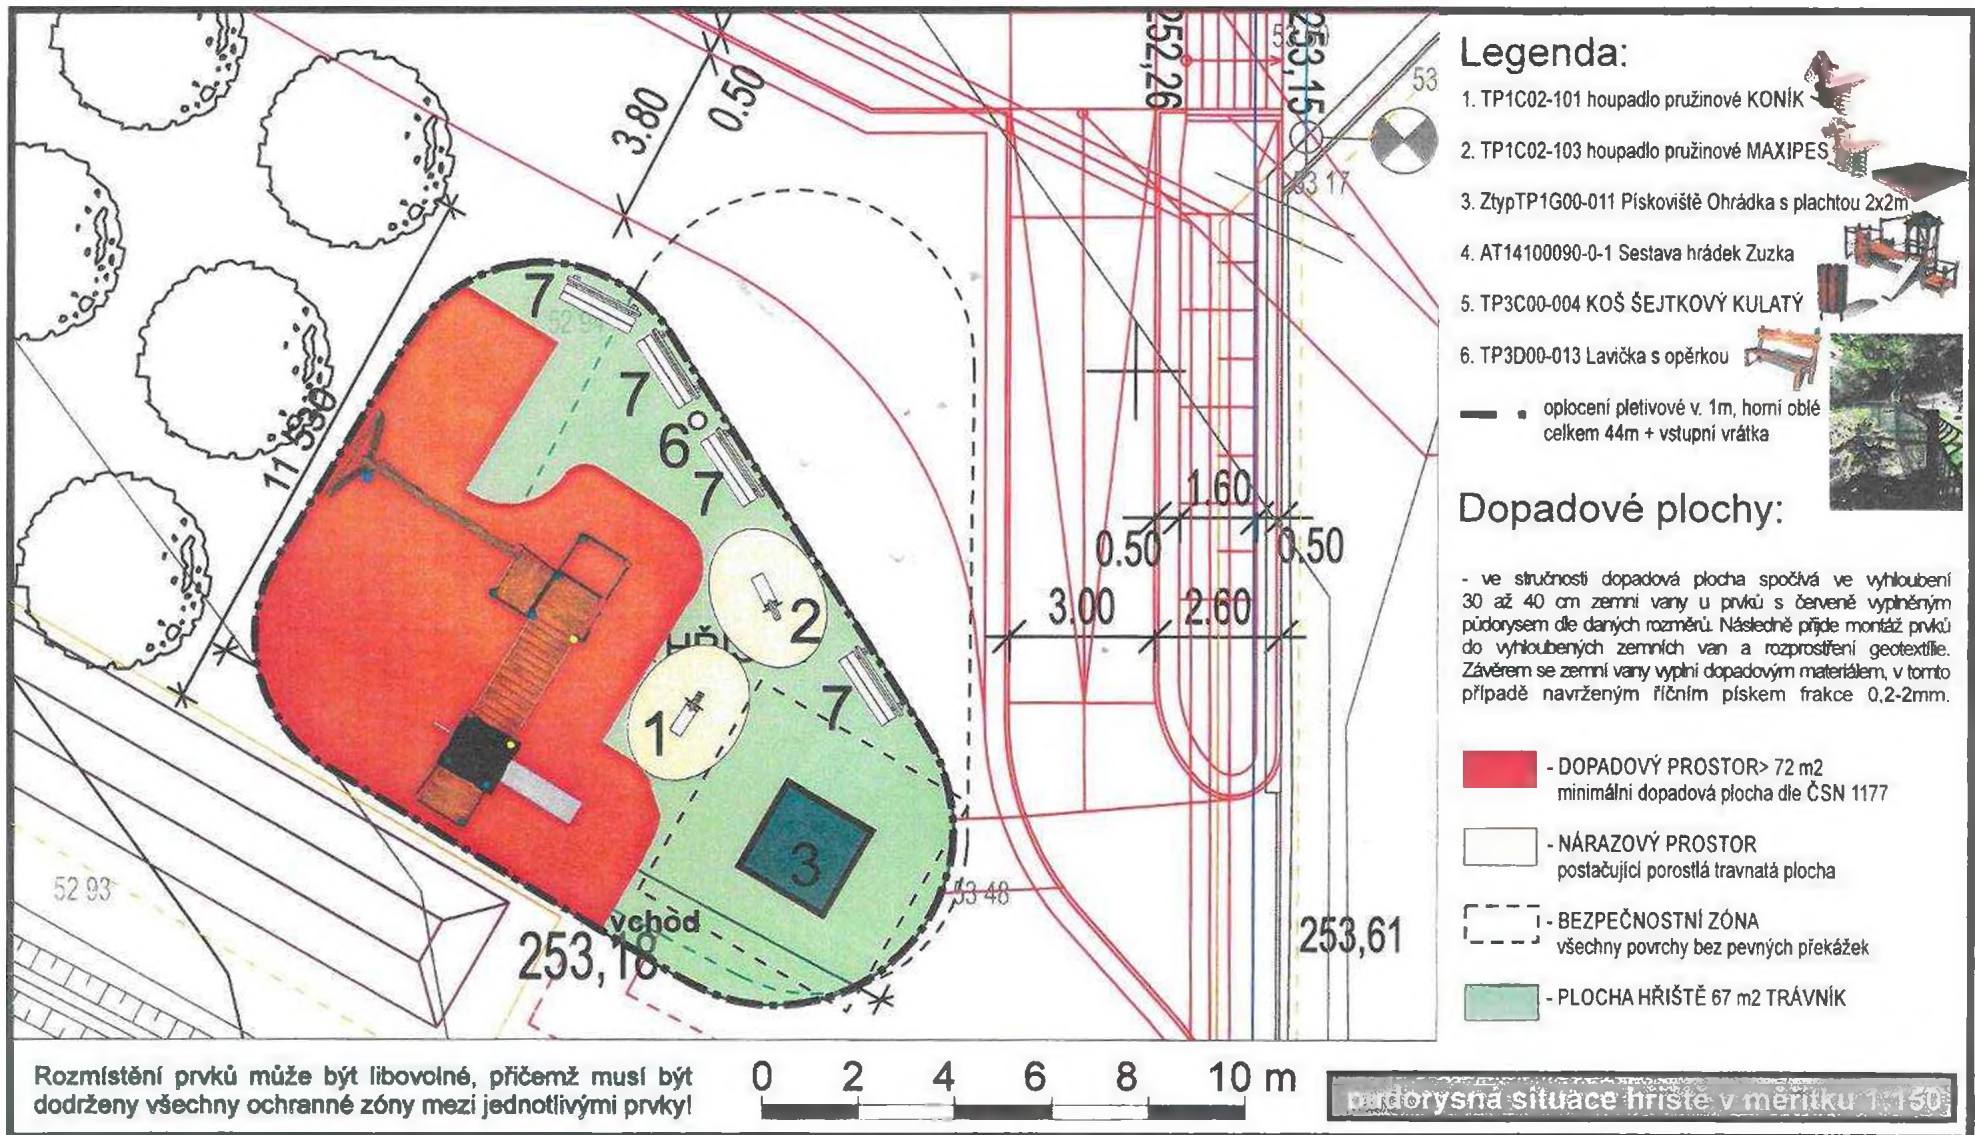 3.80
0.50
252,26
253,15
53
53 17
7
52 94
7
6
7
11 530
2
HŘI
1
7
3
vchod
253,18
52 93
53 48
1.60
0.50
0.50
3.00
2.60
253,61
Legenda:
1. TP1C02-101 houpadlo pružinové KONÍK
2. TP1C02-103 houpadlo pružinové MAXIPES
3. ZtypTP1G00-011 Pískoviště Ohrádka s plachtou 2x2m
4. AT14100090-0-1 Sestava hrádek Zuzka
5. TP3C00-004 KOŠ ŠEJTKOVÝ KULATÝ
6. TP3D00-013 Lavička s opěrkou
oplocení pletivové v. 1m, horní oblé
celkem 44m + vstupní vrátka
Dopadové plochy:
- ve stručnosti dopadová plocha spočívá ve vyhloubení
30 až 40 cm zemní vany u prvků s červeně vyplněným
půdorysem dle daných rozměrů. Následně přijde montáž prvků
do vyhloubených zemních van a rozprostření geotextílie.
Závěrem se zemní vany vyplní dopadovým materiálem, v tomto
případě navrženým říčním pískem frakce 0,2-2mm.
- DOPADOVÝ PROSTOR> 72 m2
minimální dopadová plocha dle ČSN 1177
- NÁRAZOVÝ PROSTOR
postačující porostlá travnatá plocha
- BEZPEČNOSTNÍ ZÓNA
všechny povrchy bez pevných překážek
- PLOCHA HŘIŠTĚ 67 m2 TRÁVNÍK
Rozmístění prvků může být libovolné, přičemž musí být
dodrženy všechny ochranné zóny mezi jednotlivými prvky!
0 2 4 6 8 10 m
půdorysná situace hřiště v měřítku 1:150